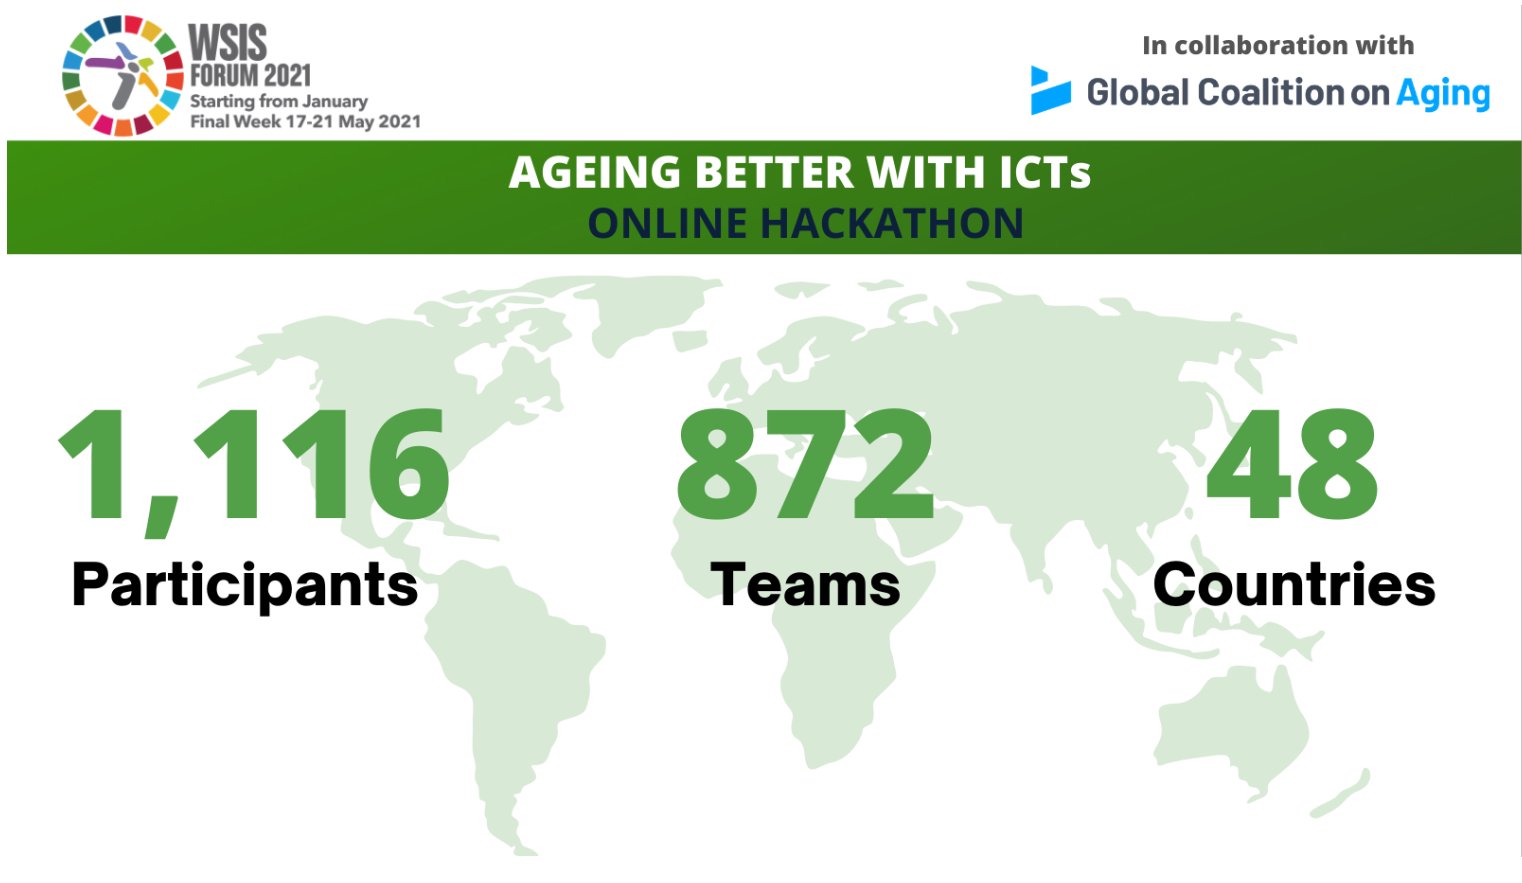 WSIS
FORUM 2021
Starting from January
Final Week 17-21 May 2021
In collaboration with
Global Coalition on Aging
AGEING BETTER WITH ICTs
ONLINE HACKATHON
1,116
Participants
872
Teams
48
Countries